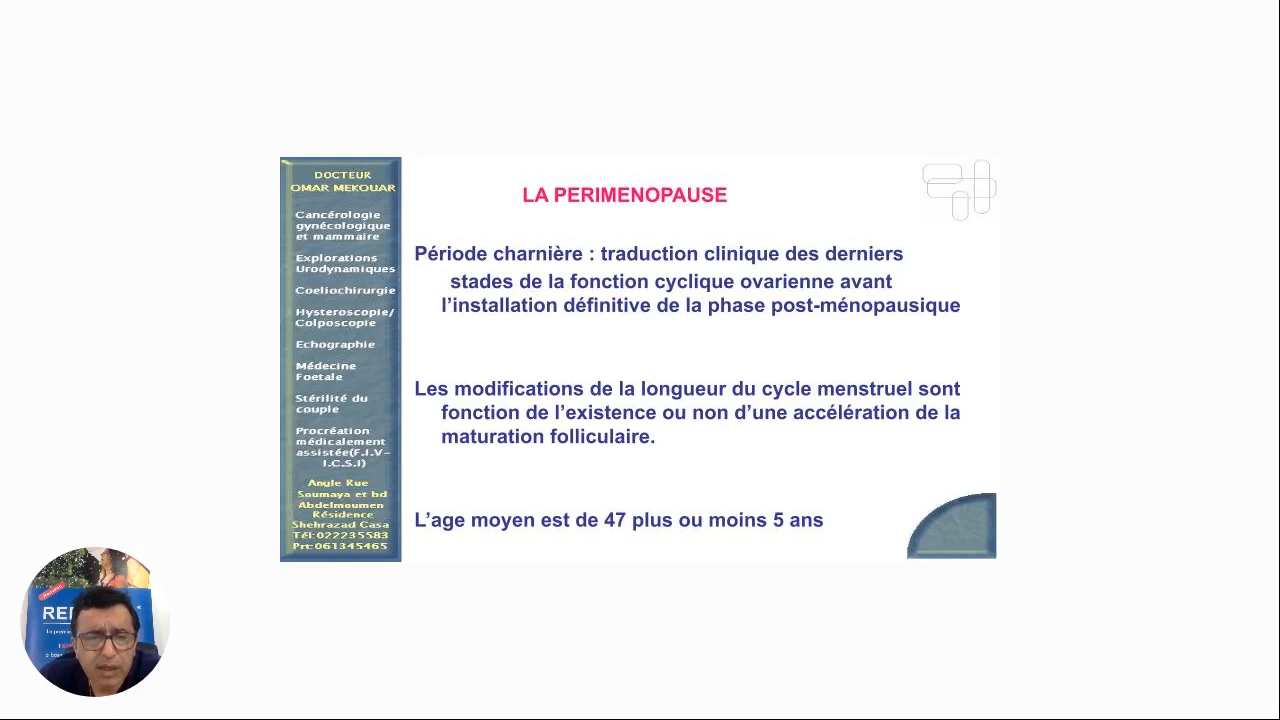 DOCTEUR
OMAR MEKOUAR
Cancérologie
gynécologique
et mammaire
Explorations
Urodynamiques
Coeliochirurgie
Hysteroscopie/
Colposcopie
Echographie
Médecine
Foetale
Stérilité du
couple
Procréation
médicalement
assistée(F.I.V-
I.C.S.I)
Angle Rue
Soumaya et bd
Abdelmoumen
Résidence
Shehrazad Casa
Tél:022235583
Prt:061345465
LA PERIMENOPAUSE
Période charnière : traduction clinique des derniers
stades de la fonction cyclique ovarienne avant
l’installation définitive de la phase post-ménopausique
Les modifications de la longueur du cycle menstruel sont
fonction de l’existence ou non d’une accélération de la
maturation folliculaire.
L’age moyen est de 47 plus ou moins 5 ans